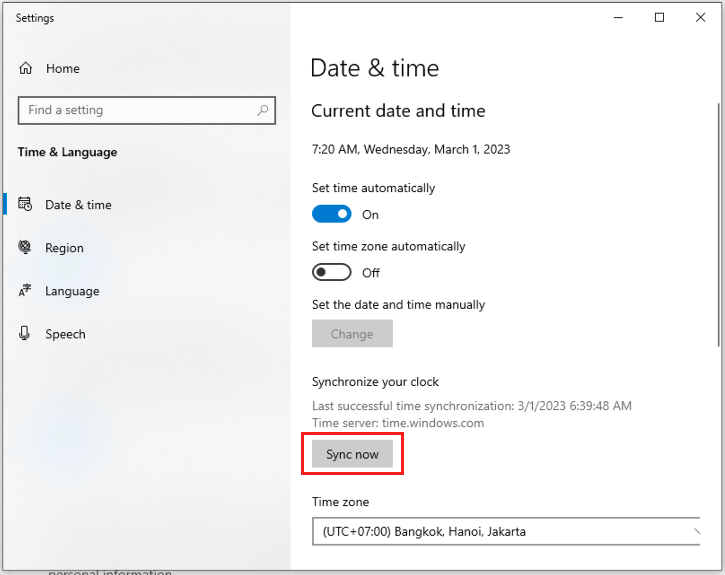 Settings
Home
Find a setting
Time & Language
Date & time
Region
Language
Speech
Date & time
Current date and time
7:20 AM, Wednesday, March 1, 2023
Set time automatically
On
Set time zone automatically
Off
Set the date and time manually
Change
Synchronize your clock
Last successful time synchronization: 3/1/2023 6:39:48 AM
Time server: time.windows.com
Sync now
Time zone
(UTC+07:00) Bangkok, Hanoi, Jakarta
personal information